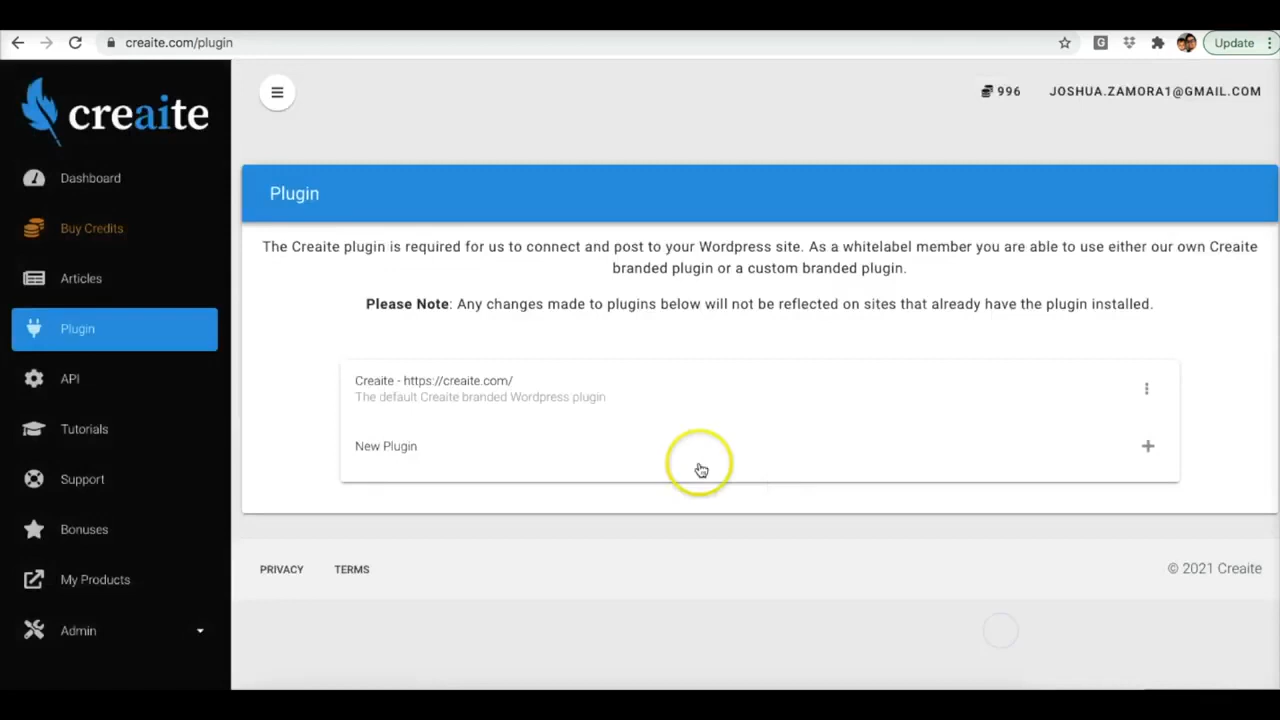 creaite.com/plugin
Update
creaite
996
JOSHUA.ZAMORA1@GMAIL.COM
Dashboard
Buy Credits
Articles
Plugin
API
Tutorials
Support
Bonuses
My Products
Admin
Plugin
The Creaite plugin is required for us to connect and post to your Wordpress site. As a whitelabel member you are able to use either our own Creaite
branded plugin or a custom branded plugin.
Please Note: Any changes made to plugins below will not be reflected on sites that already have the plugin installed.
Creaite - https://creaite.com/
The default Creaite branded Wordpress plugin
New Plugin
PRIVACY
TERMS
© 2021 Creaite